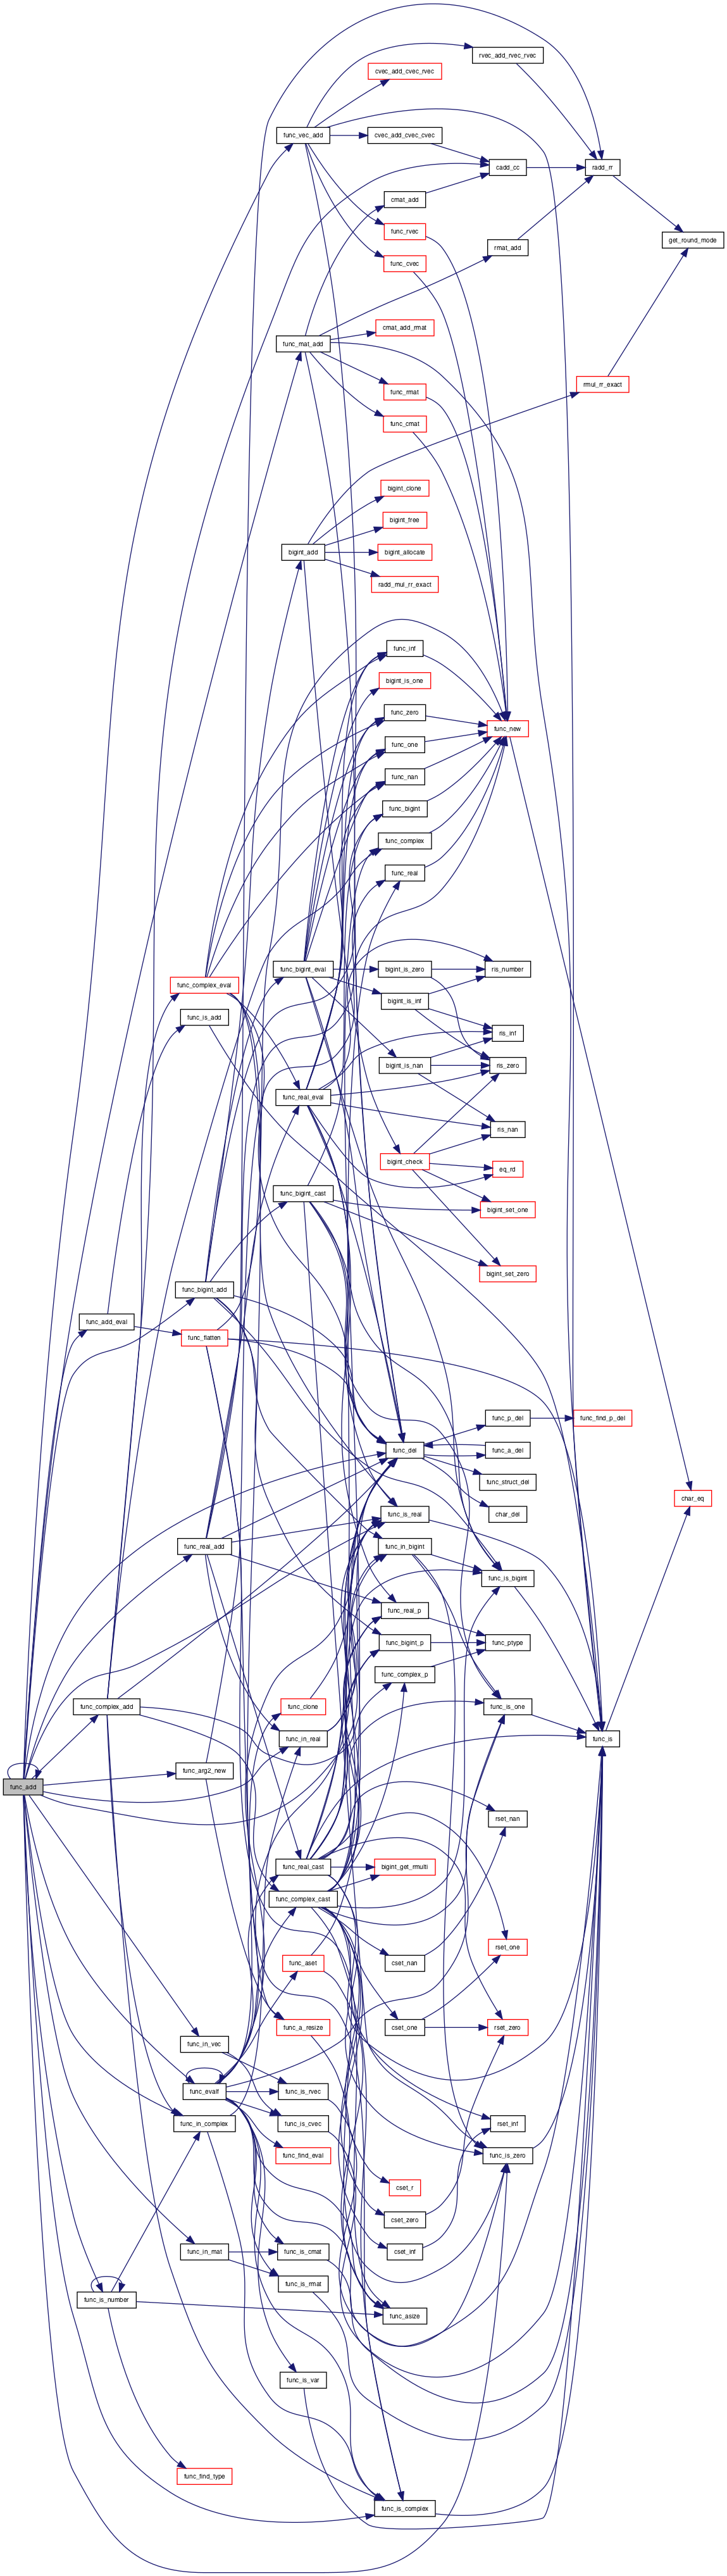 rvec_add_rvec_rvec
cvec_add_cvec_rvec
func_vec_add
cvec_add_cvec_cvec
cadd_cc
radd_rr
cmat_add
func_rvec
get_round_mode
rmat_add
func_cvec
cmat_add_rmat
func_mat_add
func_rmat
rmul_rr_exact
func_cmat
bigint_clone
bigint_free
bigint_add
bigint_allocate
radd_mul_rr_exact
func_inf
bigint_is_one
func_zero
func_new
func_one
func_nan
func_bigint
func_complex
func_real
func_bigint_eval
bigint_is_zero
ris_number
func_complex_eval
bigint_is_inf
func_is_add
ris_inf
bigint_is_nan
ris_zero
func_real_eval
ris_nan
bigint_check
eq_rd
func_bigint_cast
bigint_set_one
bigint_set_zero
func_bigint_add
func_add_eval
func_flatten
func_p_del
func_find_p_del
func_del
func_a_del
func_struct_del
char_eq
char_del
func_is_real
func_real_add
func_in_bigint
func_is_bigint
func_real_p
func_bigint_p
func_ptype
func_complex_p
func_complex_add
func_clone
func_is_one
func_in_real
func_is
func_arg2_new
func_add
rset_nan
func_real_cast
bigint_get_rmulti
func_complex_cast
rset_one
func_aset
cset_nan
func_a_resize
cset_one
rset_zero
func_in_vec
func_evalf
func_is_rvec
func_in_complex
func_is_cvec
rset_inf
func_find_eval
func_is_zero
cset_r
cset_zero
func_in_mat
func_is_cmat
cset_inf
func_is_rmat
func_is_number
func_asize
func_is_var
func_find_type
func_is_complex